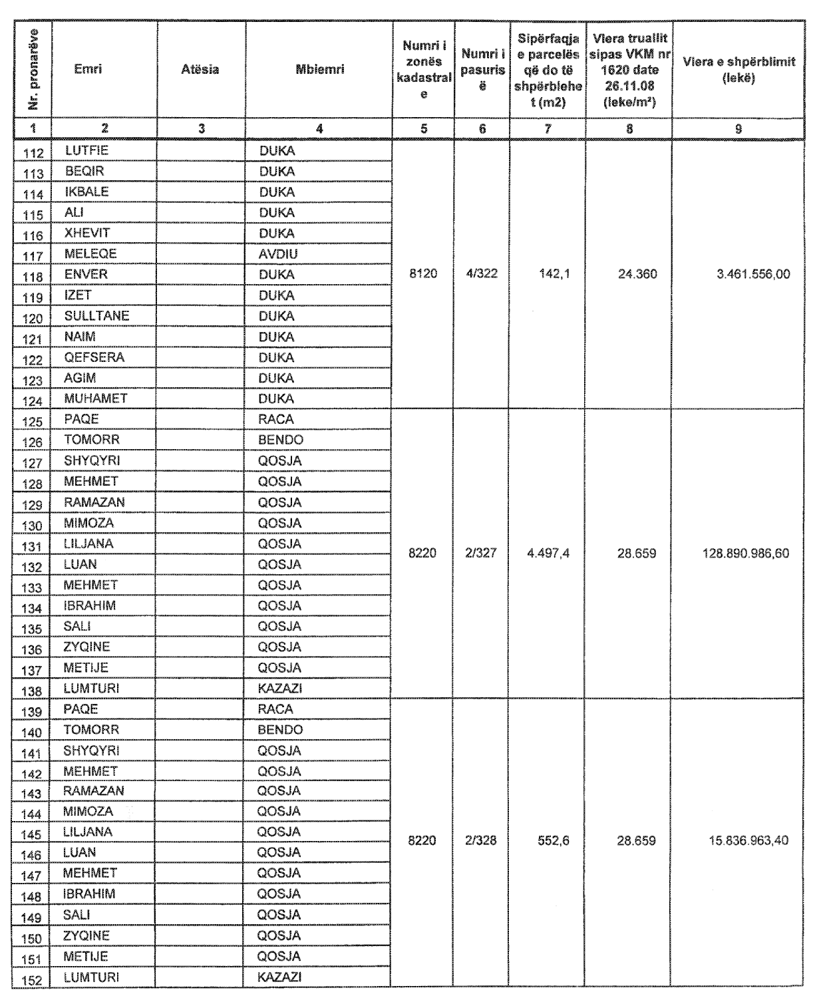 Nr. pronarëve
Emri
Atësia
Mbiemri
Numri i
zonës
kadastral
e
Numri i
pasuris
ë
Sipërfaqja
e parcelës
që do të
shpërblehe
t (m2)
Vlera truallit
sipas VKM nr
1620 date
26.11.08
(leke/m²)
Vlera e shpërblimit
(lekë)
1 2 3 4 5 6 7 8 9
112 LUTFIE DUKA
113 BEQIR DUKA
114 IKBALE DUKA
115 ALI DUKA
116 XHEVIT DUKA
117 MELEQE AVDIU
118 ENVER DUKA 8120 4/322 142,1 24.360 3.461.556,00
119 IZET DUKA
120 SULLTANE DUKA
121 NAIM DUKA
122 QEFSERA DUKA
123 AGIM DUKA
124 MUHAMET DUKA
125 PAQE RACA
126 TOMORR BENDO
127 SHYQYRI QOSJA
128 MEHMET QOSJA
129 RAMAZAN QOSJA
130 MIMOZA QOSJA
131 LILJANA QOSJA
8220 2/327 4.497,4 28.659 128.890.986,60
132 LUAN QOSJA
133 MEHMET QOSJA
134 IBRAHIM QOSJA
135 SALI QOSJA
136 ZYQINE QOSJA
137 METIJE QOSJA
138 LUMTURI KAZAZI
139 PAQE RACA
140 TOMORR BENDO
141 SHYQYRI QOSJA
142 MEHMET QOSJA
143 RAMAZAN QOSJA
144 MIMOZA QOSJA
145 LILJANA QOSJA
8220 2/328 552,6 28.659 15.836.963,40
146 LUAN QOSJA
147 MEHMET QOSJA
148 IBRAHIM QOSJA
149 SALI QOSJA
150 ZYQINE QOSJA
151 METIJE QOSJA
152 LUMTURI KAZAZI